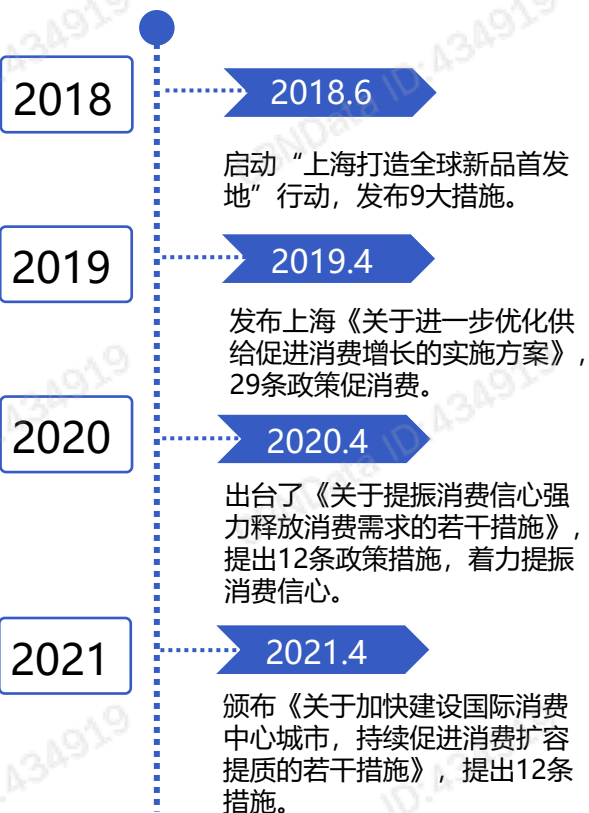 2018
2018.6
启动“上海打造全球新品首发
地”行动，发布9大措施。
2019
2019.4
发布上海《关于进一步优化供
给促进消费增长的实施方案》，
29条政策促消费。
2020
2020.4
出台了《关于提振消费信心强
力释放消费需求的若干措施》，
提出12条政策措施，着力提振
消费信心。
2021
2021.4
颁布《关于加快建设国际消费
中心城市，持续促进消费扩容
提质的若干措施》，提出12条
措施。